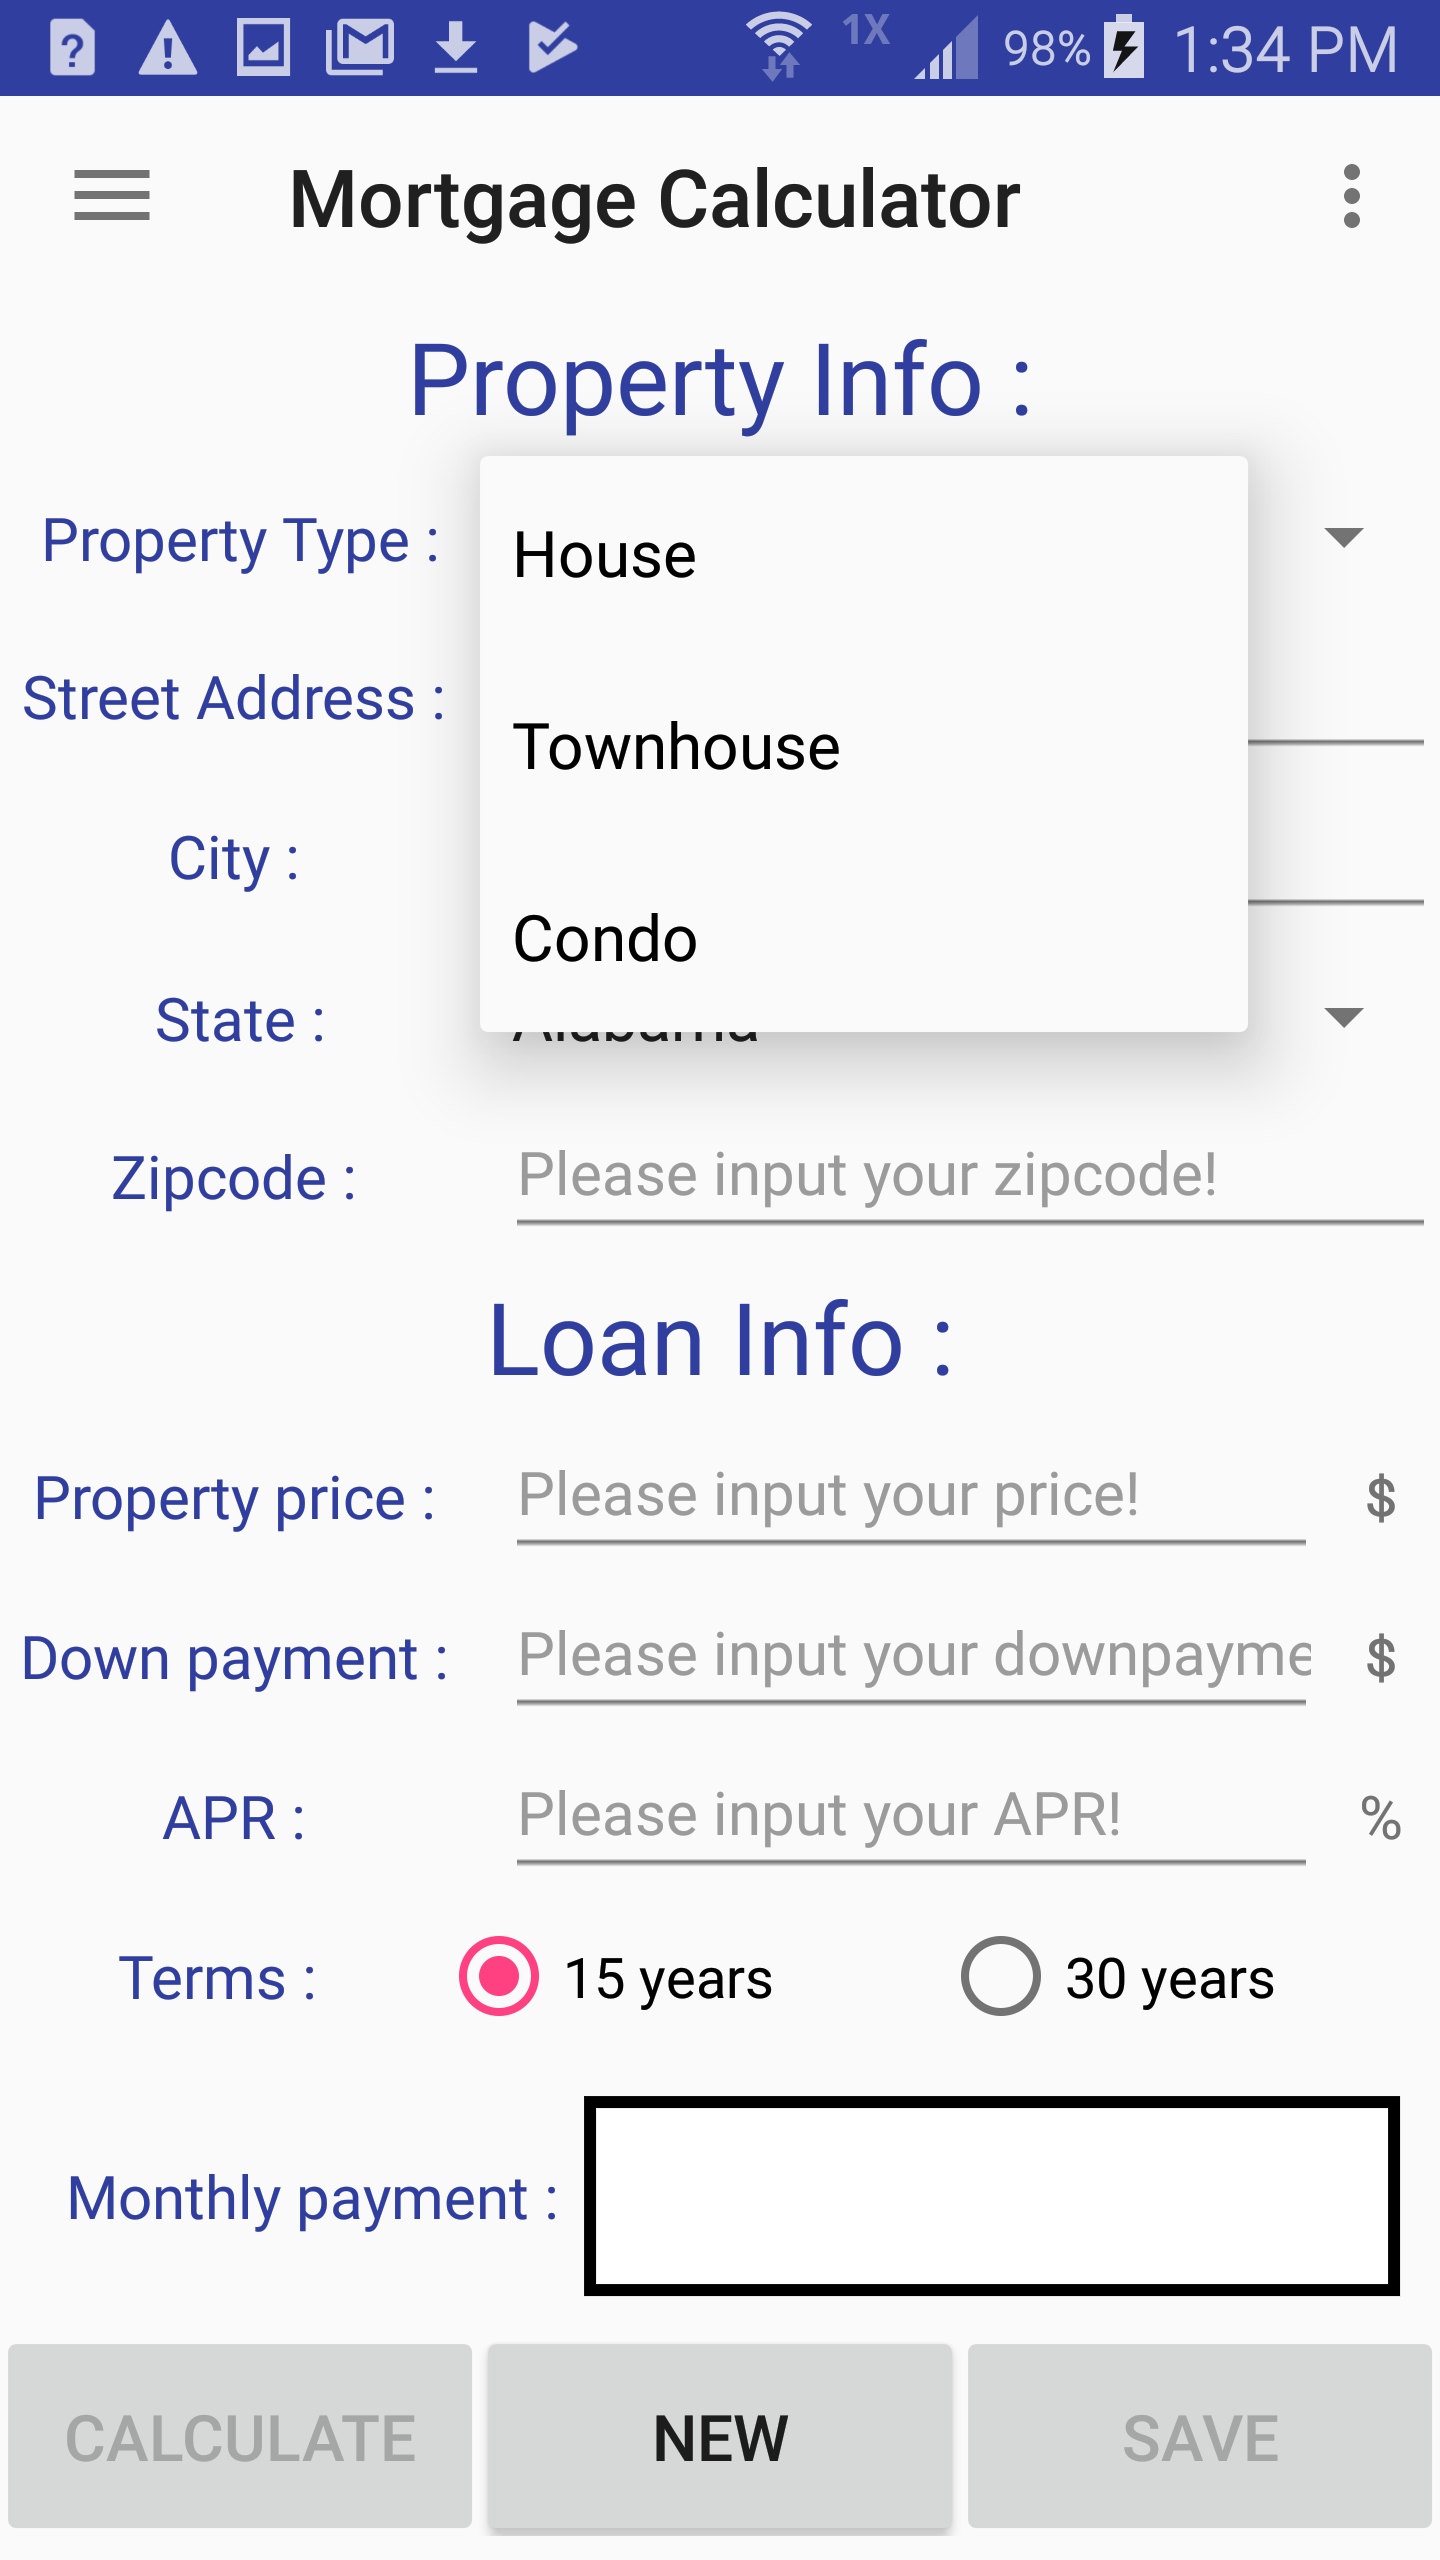 1X 98% 1:34 PM
Mortgage Calculator
Property Info :
Property Type :
House
Street Address :
Townhouse
City :
Condo
State :
Alabama
Zipcode : Please input your zipcode!
Loan Info :
Property price : Please input your price! $
Down payment : Please input your downpayme $
APR : Please input your APR! %
Terms : 15 years 30 years
Monthly payment :
CALCULATE NEW SAVE